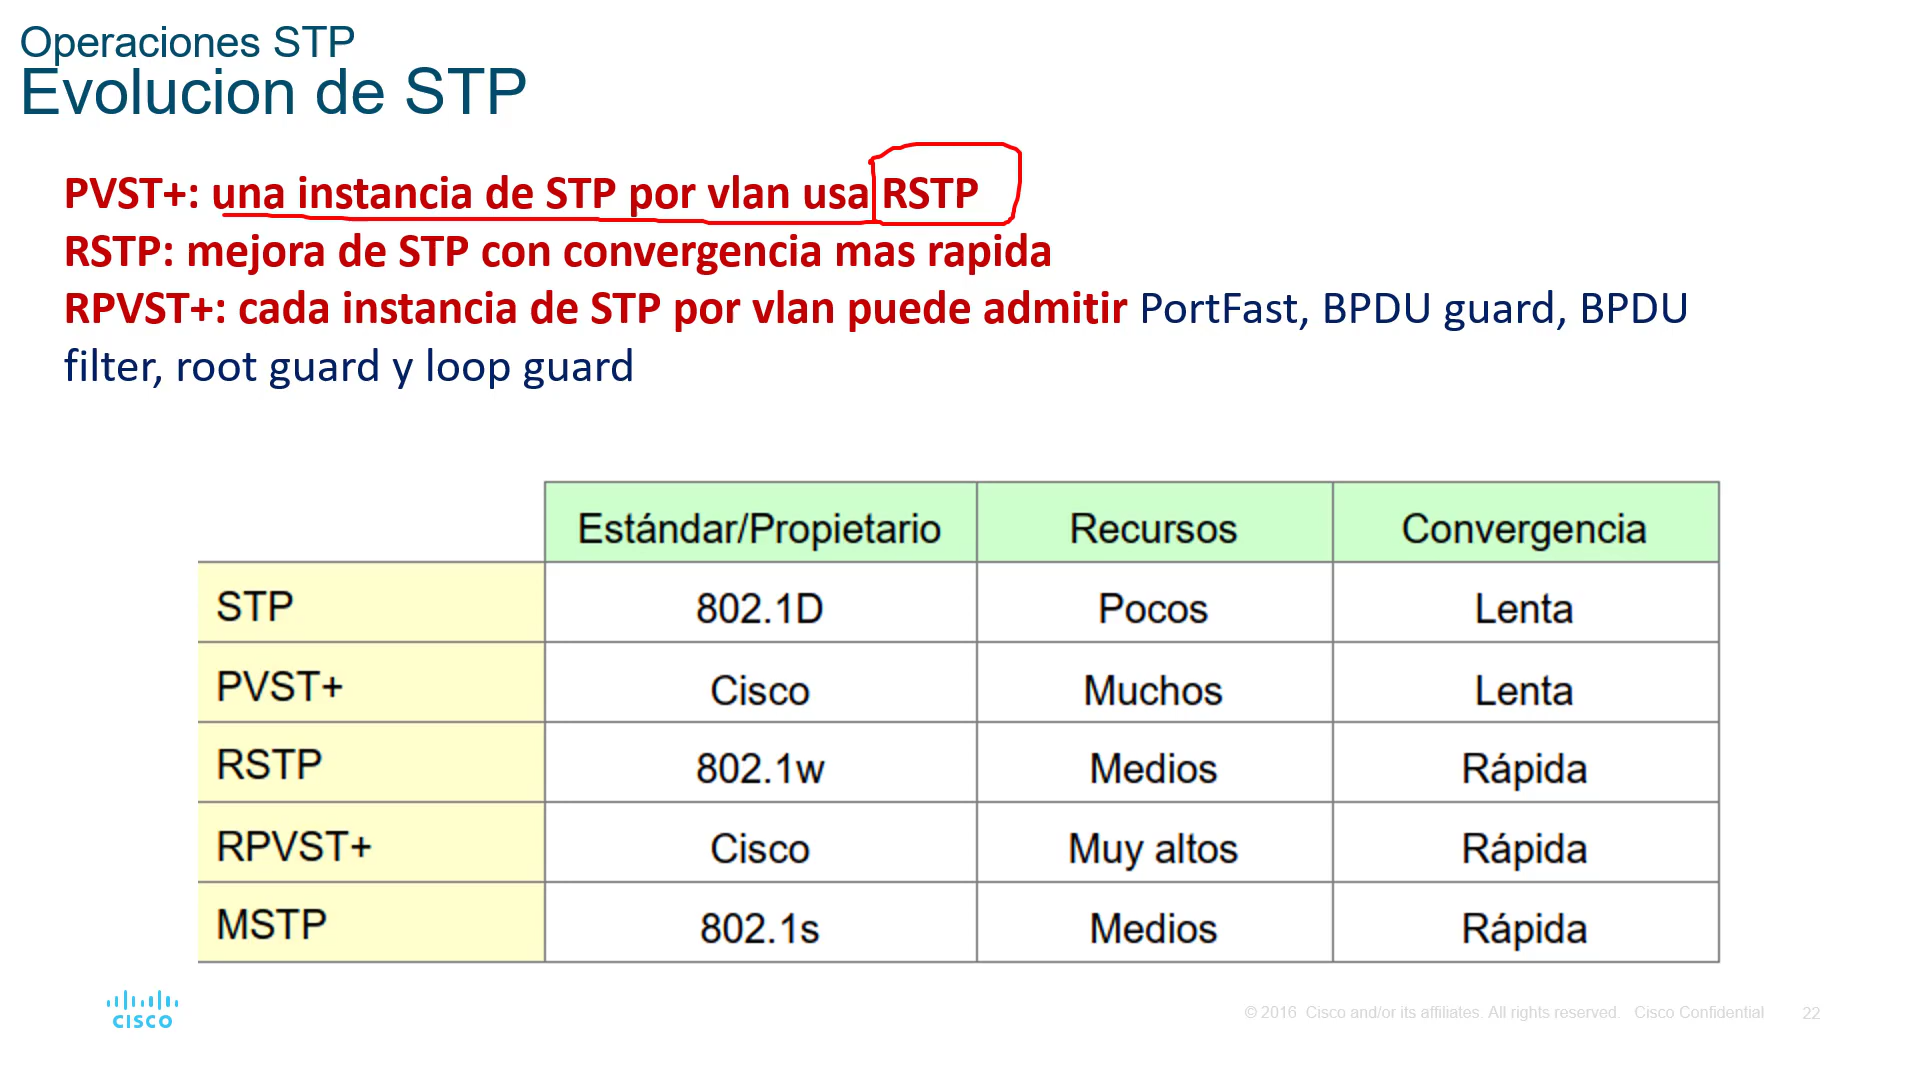 Operaciones STP
Evolucion de STP
PVST+: una instancia de STP por vlan usa RSTP
RSTP: mejora de STP con convergencia mas rapida
RPVST+: cada instancia de STP por vlan puede admitir PortFast, BPDU guard, BPDU
filter, root guard y loop guard
Estándar/Propietario Recursos Convergencia
STP 802.1D Pocos Lenta
PVST+ Cisco Muchos Lenta
RSTP 802.1w Medios Rápida
RPVST+ Cisco Muy altos Rápida
MSTP 802.1s Medios Rápida
CISCO
© 2016 Cisco and/or its affiliates. All rights reserved. Cisco Confidential 22